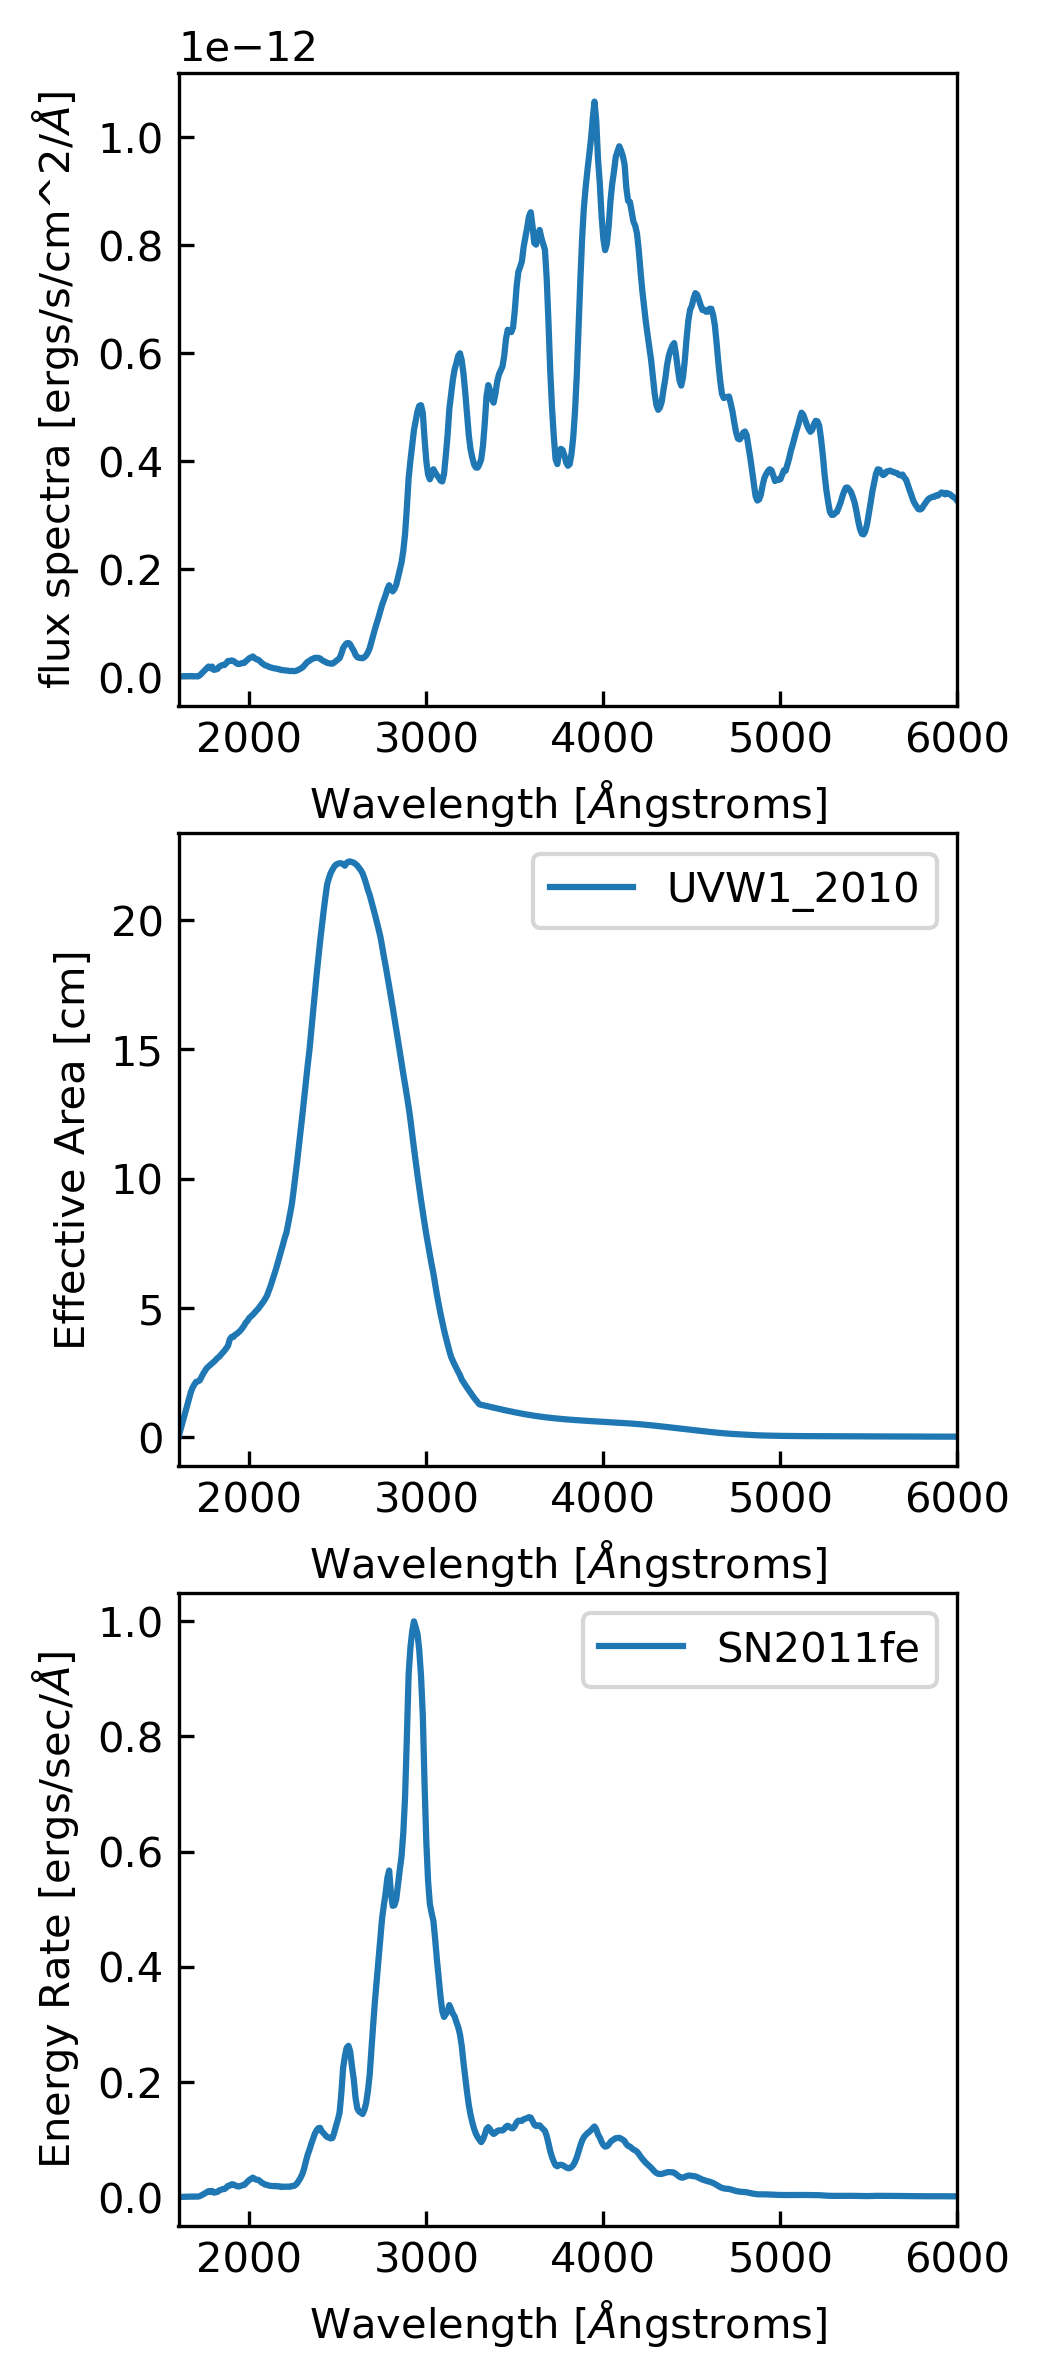 1e−12
flux spectra [ergs/s/cm^2/Å]
1.0
0.8
0.6
0.4
0.2
0.0
2000 3000 4000 5000 6000
Wavelength [Ångstroms]
UVW1_2010
Effective Area [cm]
20
15
10
5
0
2000 3000 4000 5000 6000
Wavelength [Ångstroms]
SN2011fe
Energy Rate [ergs/sec/Å]
1.0
0.8
0.6
0.4
0.2
0.0
2000 3000 4000 5000 6000
Wavelength [Ångstroms]